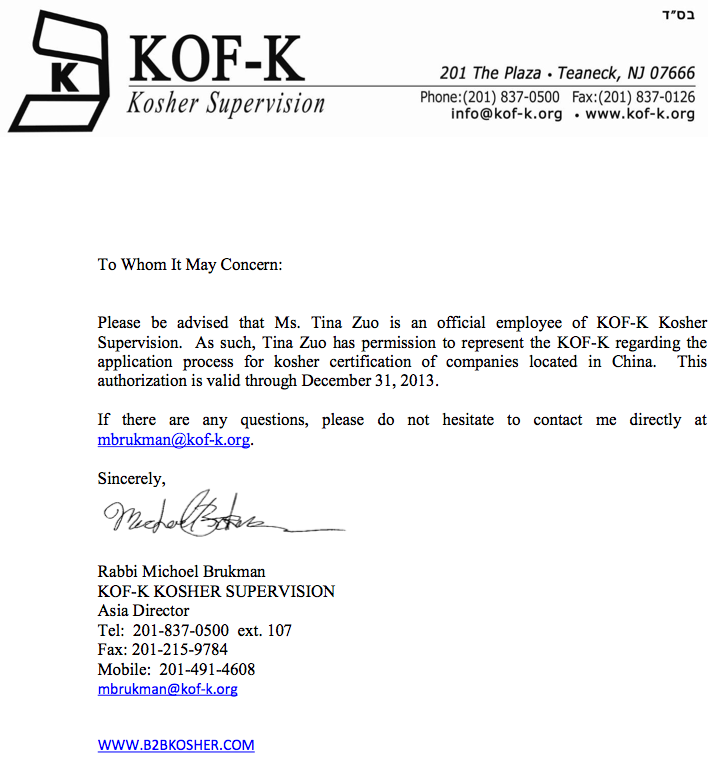 בס"ד
K
KOF-K
Kosher Supervision
201 The Plaza • Teaneck, NJ 07666
Phone:(201) 837-0500 Fax:(201) 837-0126
info@kof-k.org • www.kof-k.org
To Whom It May Concern:
Please be advised that Ms. Tina Zuo is an official employee of KOF-K Kosher
Supervision. As such, Tina Zuo has permission to represent the KOF-K regarding the
application process for kosher certification of companies located in China. This
authorization is valid through December 31, 2013.
If there are any questions, please do not hesitate to contact me directly at
mbrukman@kof-k.org.
Sincerely,
Rabbi Michoel Brukman
KOF-K KOSHER SUPERVISION
Asia Director
Tel: 201-837-0500 ext. 107
Fax: 201-215-9784
Mobile: 201-491-4608
mbrukman@kof-k.org
WWW.B2BKOSHER.COM